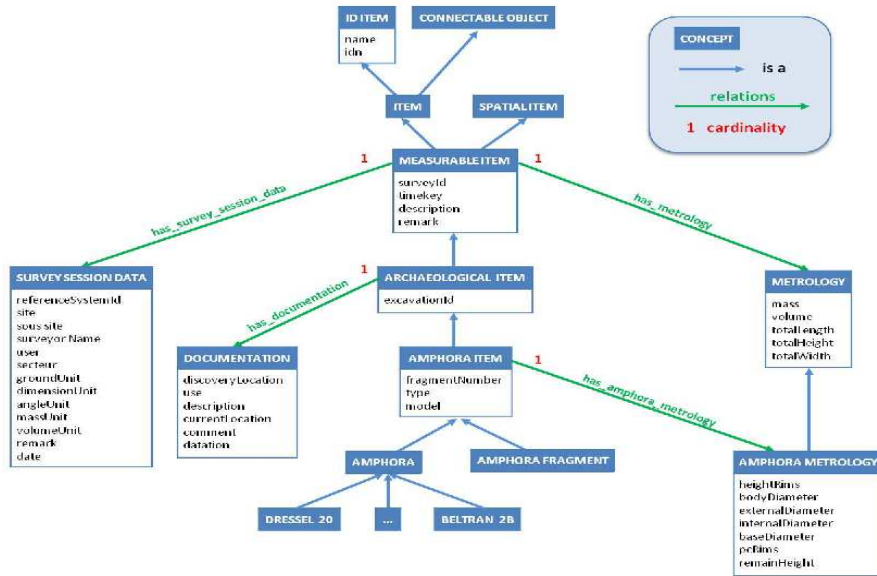 ID ITEM
name
idn
CONNECTABLE OBJECT
CONCEPT
is a
relations
1 cardinality
ITEM
SPATIAL ITEM
1
MEASURABLE ITEM
1
surveyId
timekey
description
remark
has_survey_session_data
has_metrology
SURVEY SESSION DATA
referenceSystemId
site
sous site
surveyor Name
user
secteur
groundUnit
dimensionUnit
angleUnit
massUnit
volumeUnit
remark
date
1
ARCHAEOLOGICAL ITEM
excavationId
has_documentation
METROLOGY
mass
volume
totalLength
totalHeight
totalWidth
DOCUMENTATION
discoveryLocation
use
description
currentLocation
comment
datation
AMPHORA ITEM
1
fragmentNumber
type
model
has_amphora_metrology
AMPHORA
AMPHORA FRAGMENT
DRESSEL 20
...
BELTRAN 2B
AMPHORA METROLOGY
heightRims
bodyDiameter
externalDiameter
internalDiameter
baseDiameter
pcRims
remainHeight